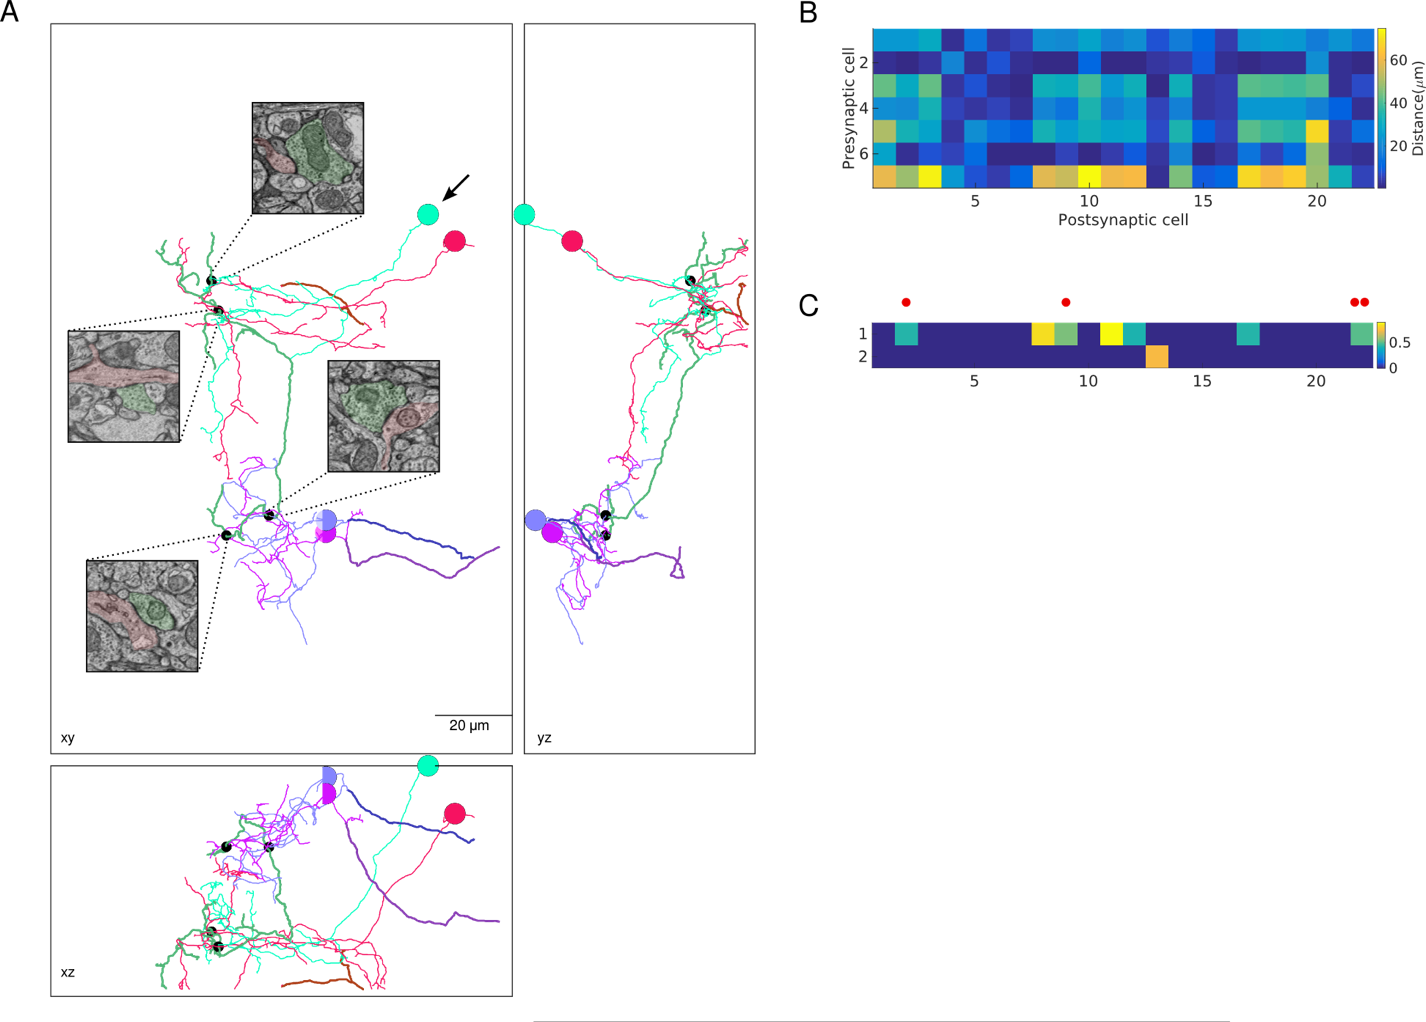 A
xy
20 μm
yz
xz
B
Presynaptic cell
2
4
6
5
10
15
20
Postsynaptic cell
60
40
20
Distance(μm)
C
1
2
5
10
15
20
0.5
0